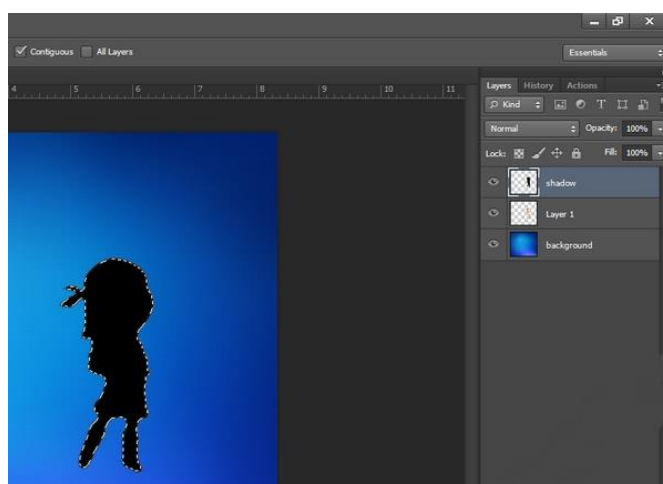 Contiguous All Layers Essentials
4 5 6 7 8 9 10 11
Layers History Actions
Kind
Normal Opacity: 100%
Lock: Fill: 100%
shadow
Layer 1
background